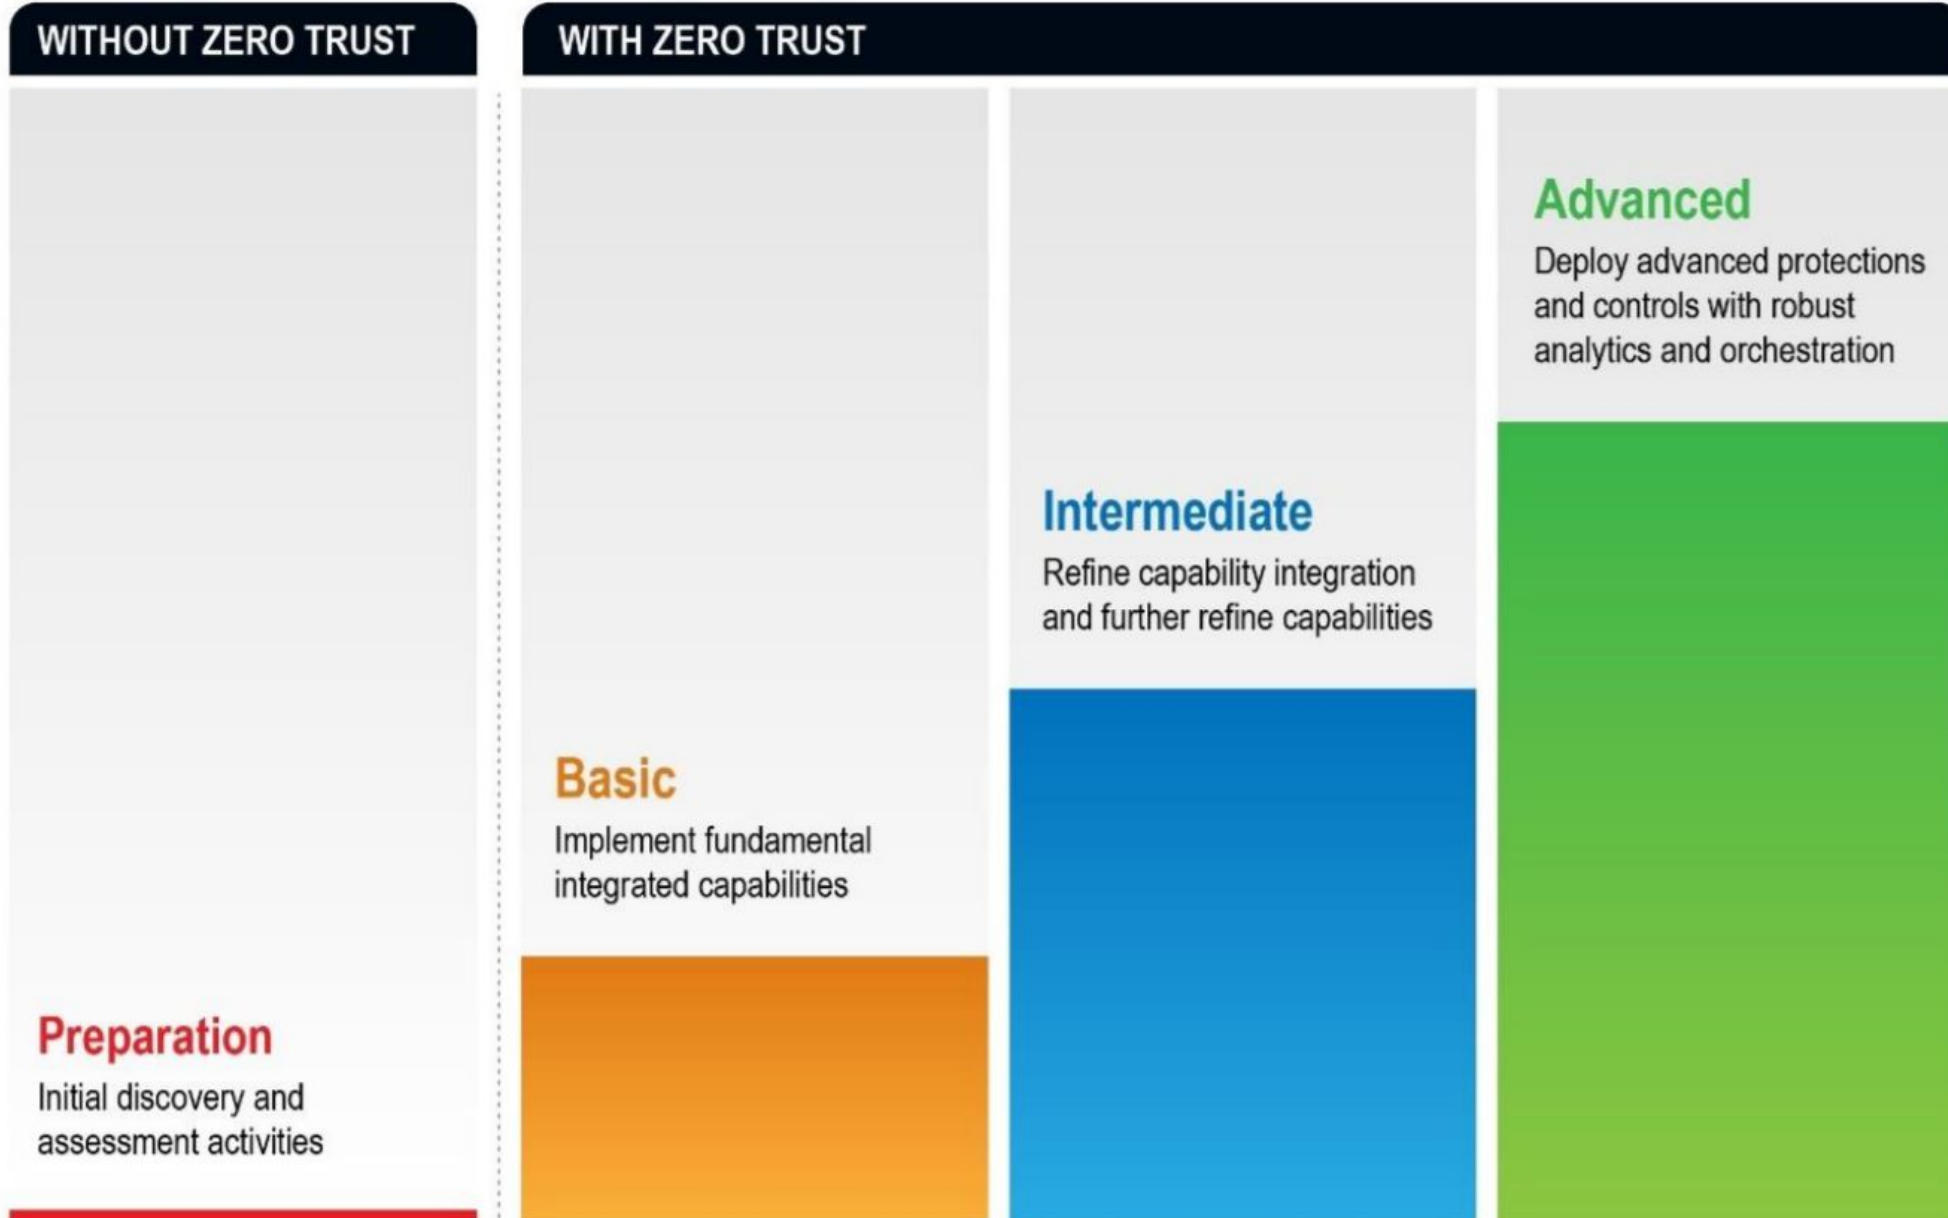 WITHOUT ZERO TRUST
WITH ZERO TRUST
Preparation
Initial discovery and
assessment activities
Basic
Implement fundamental
integrated capabilities
Intermediate
Refine capability integration
and further refine capabilities
Advanced
Deploy advanced protections
and controls with robust
analytics and orchestration